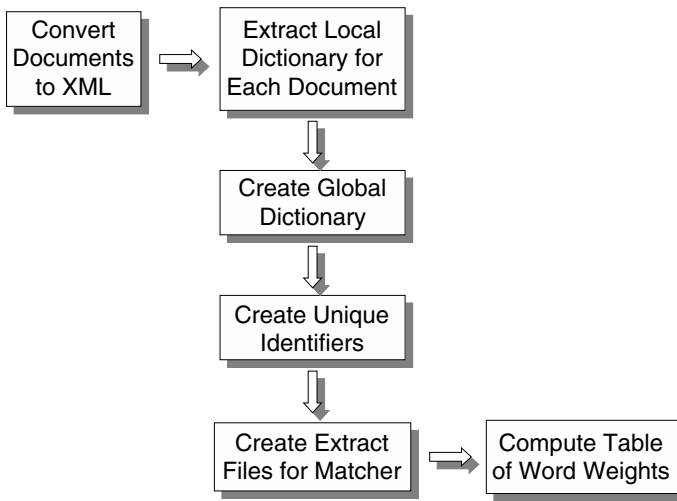 Convert
Documents
to XML
Extract Local
Dictionary for
Each Document
Create Global
Dictionary
Create Unique
Identifiers
Create Extract
Files for Matcher
Compute Table
of Word Weights